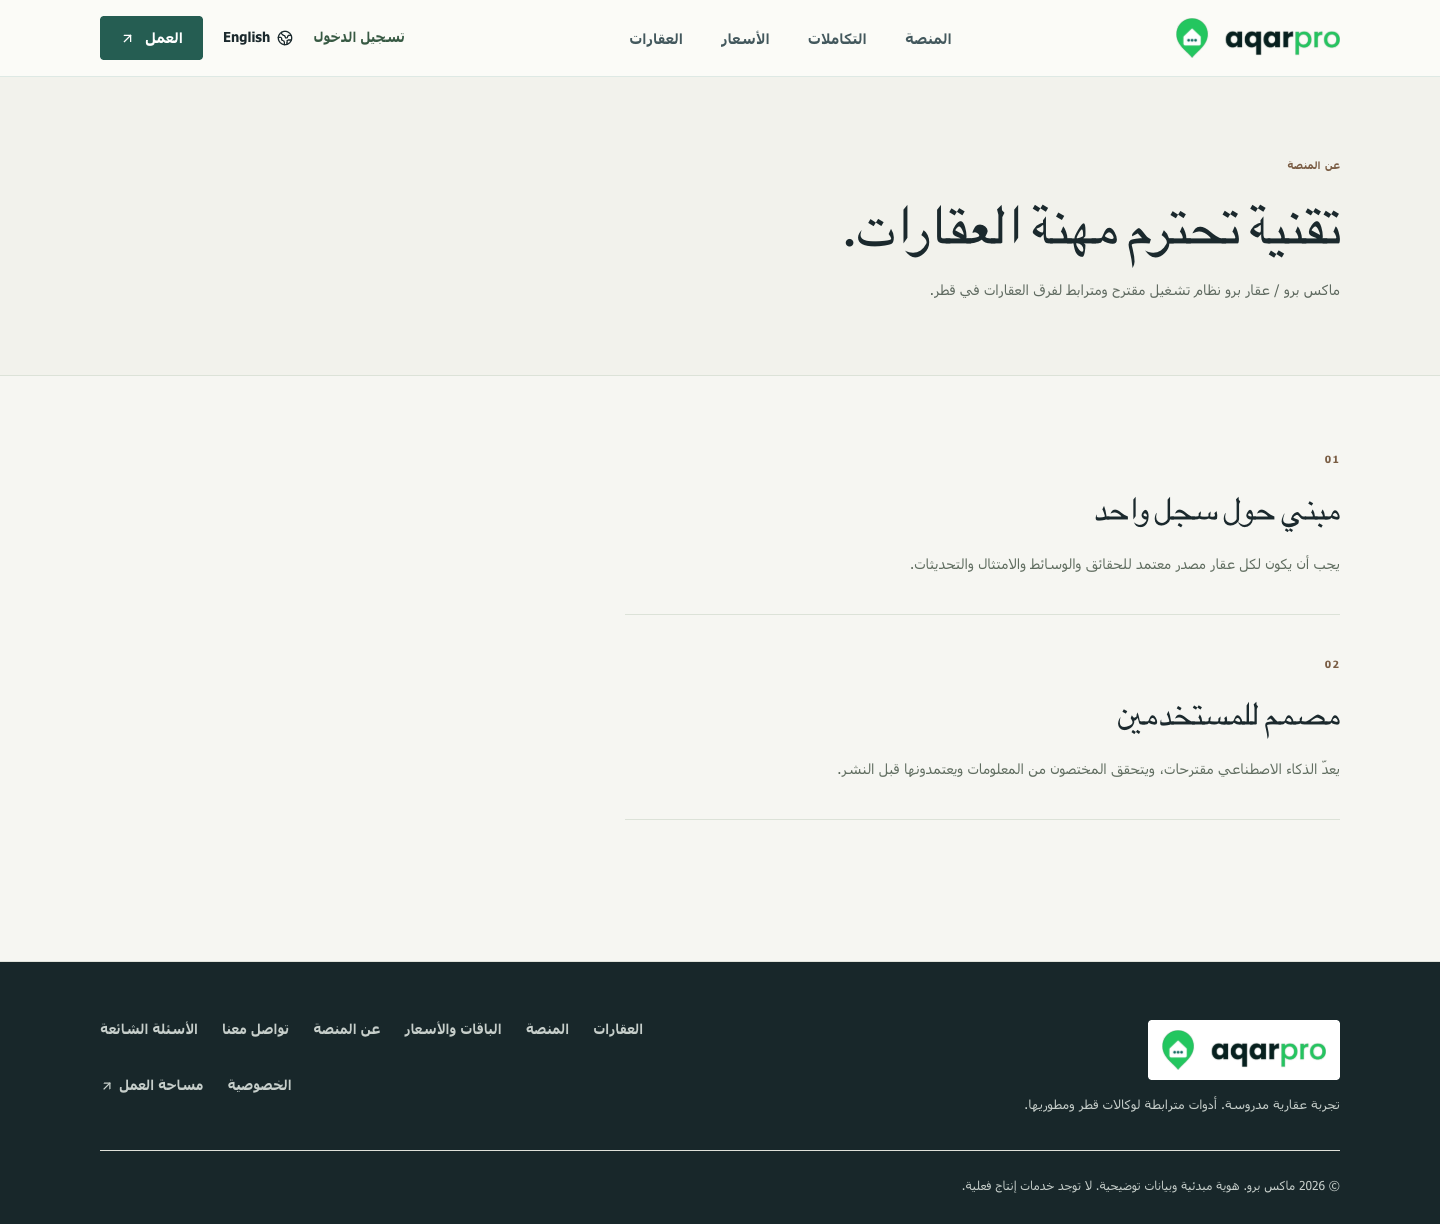 aqarpro
المنصة
التكاملات
الأسعار
العقارات
تسجيل الدخول
English
العمل
عن المنصة
تقنية تحترم مهنة العقارات.
ماكس برو / عقار برو نظام تشغيل مقترح ومترابط لفرق العقارات في قطر.
01
مبني حول سجل واحد
يجب أن يكون لكل عقار مصدر معتمد للحقائق والوسائط والامتثال والتحديثات.
02
مصمم للمستخدمين
يعدّ الذكاء الاصطناعي مقترحات، ويتحقق المختصون من المعلومات ويعتمدونها قبل النشر.
aqarpro
تجربة عقارية مدروسة. أدوات مترابطة لوكالات قطر ومطوريها.
العقارات
المنصة
الباقات والأسعار
عن المنصة
تواصل معنا
الأسئلة الشائعة
الخصوصية
مساحة العمل
© 2026 ماكس برو. هوية مبدئية وبيانات توضيحية. لا توجد خدمات إنتاج فعلية.